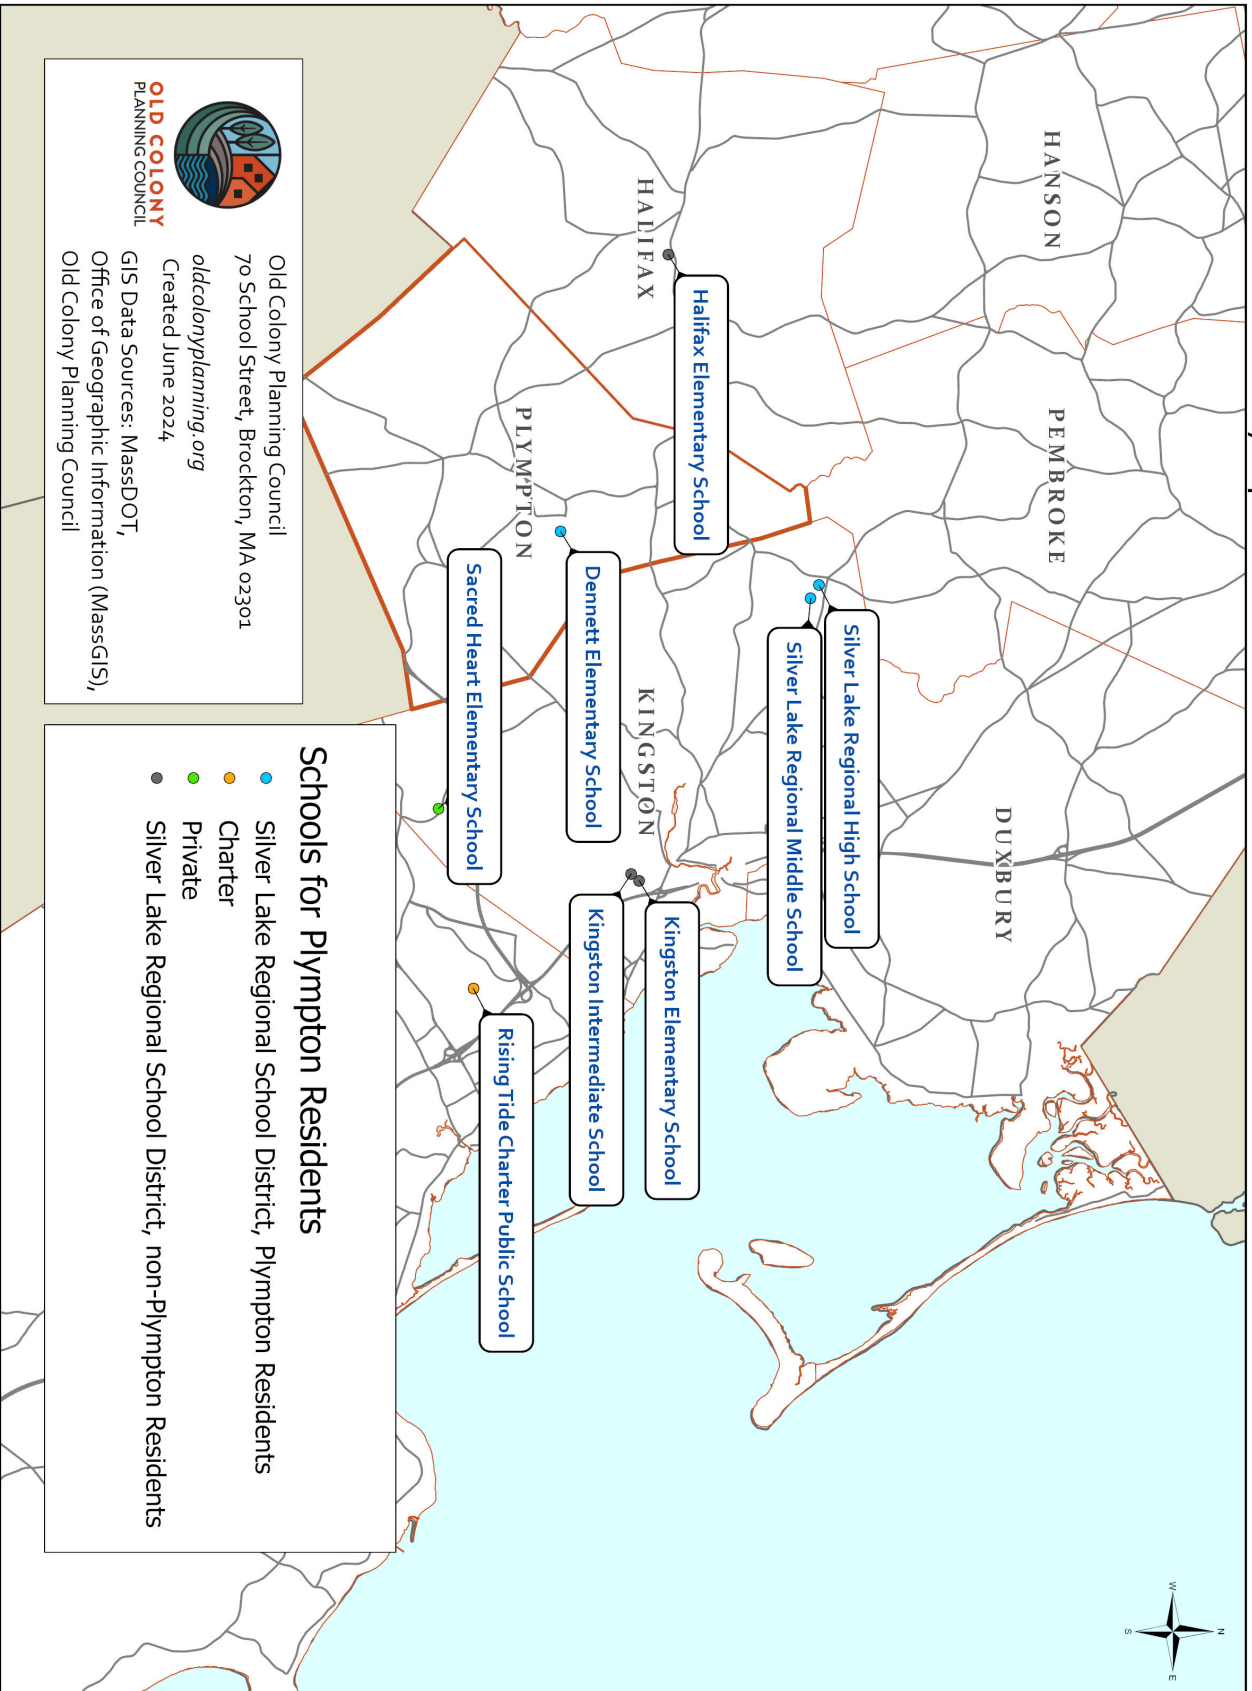 HANSON
PEMBROKE
DUXBURY
HALIFAX
PLYMPTON
KINGSTON
Halifax Elementary School
Silver Lake Regional High School
Silver Lake Regional Middle School
Dennett Elementary School
Sacred Heart Elementary School
Kingston Elementary School
Kingston Intermediate School
Rising Tide Charter Public School
N
W
E
S
OLD COLONY
PLANNING COUNCIL
Old Colony Planning Council
70 School Street, Brockton, MA 02301
oldcolonyplanning.org
Created June 2024
GIS Data Sources: MassDOT,
Office of Geographic Information (MassGIS),
Old Colony Planning Council
Schools for Plympton Residents
Silver Lake Regional School District, Plympton Residents
Charter
Private
Silver Lake Regional School District, non-Plympton Residents